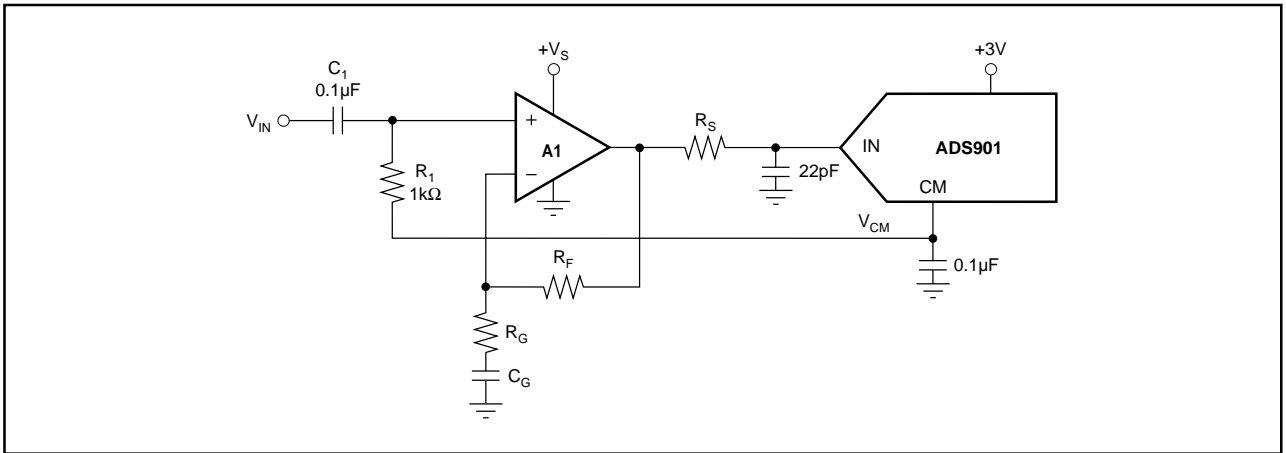 +V_S
+3V
C_1
0.1µF
V_IN
+
A1
−
R_S
IN
ADS901
22pF
CM
R_1
1kΩ
V_CM
R_F
0.1µF
R_G
C_G